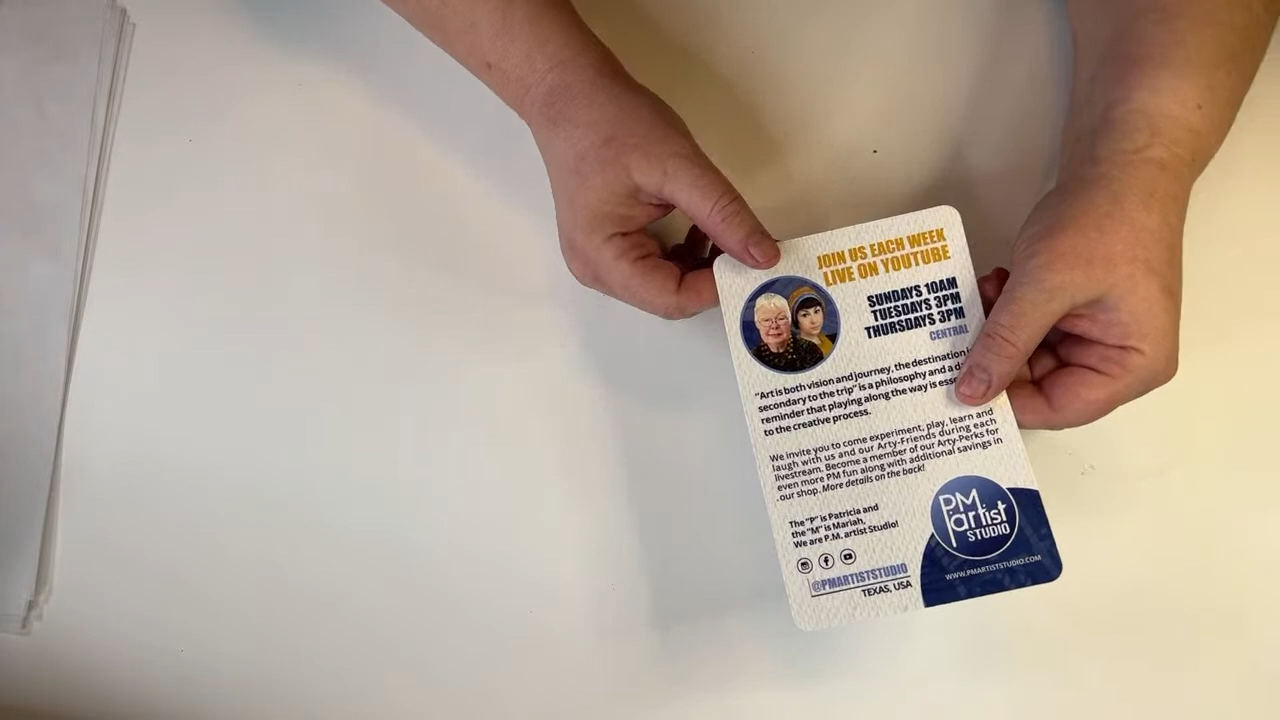 JOIN US EACH WEEK
LIVE ON YOUTUBE
SUNDAYS 10AM
TUESDAYS 3PM
THURSDAYS 3PM
CENTRAL
"Art is both vision and journey, the destination
secondary to the trip" is a philosophy and a
reminder that playing along the way is
to the creative process.
We invite you to come experiment, play, learn and
laugh with us and our Arty-Friends during each
livestream. Become a member of our Arty-Perks for
even more PM fun along with additional savings in
our shop. More details on the back!
The "P" is Patricia and
the "M" is Mariah,
We are P.M. artist Studio!
@PMARTISTSTUDIO
TEXAS, USA
PM
artist
STUDIO
WWW.PMARTISTSTUDIO.COM